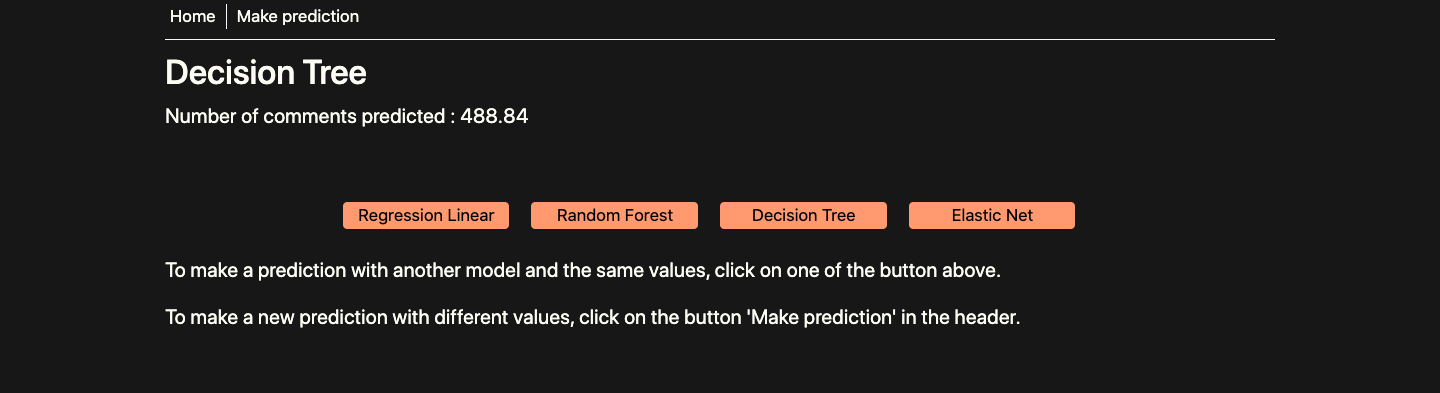 Home
Make prediction
Decision Tree
Number of comments predicted : 488.84
Regression Linear
Random Forest
Decision Tree
Elastic Net
To make a prediction with another model and the same values, click on one of the button above.
To make a new prediction with different values, click on the button 'Make prediction' in the header.